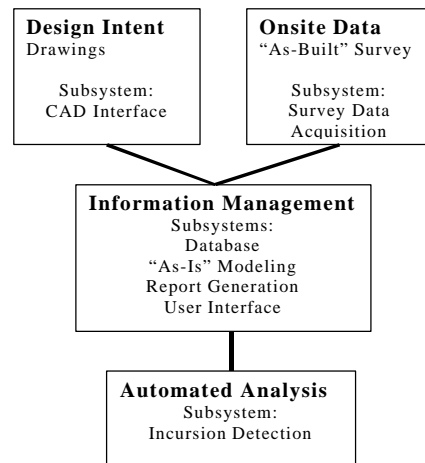 Design Intent
Drawings
Subsystem:
CAD Interface
Onsite Data
“As-Built” Survey
Subsystem:
Survey Data
Acquisition
Information Management
Subsystems:
Database
“As-Is” Modeling
Report Generation
User Interface
Automated Analysis
Subsystem:
Incursion Detection